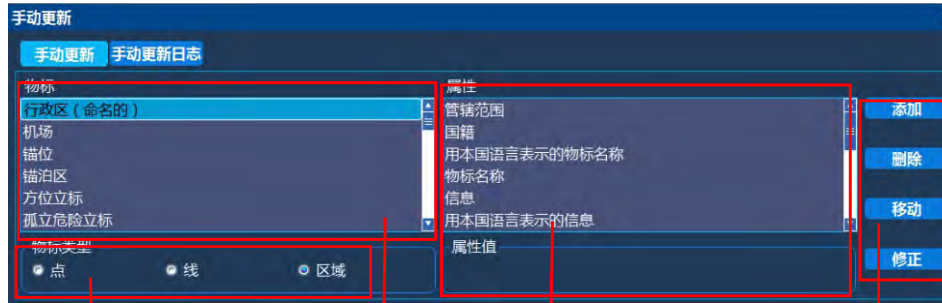 手动更新
手动更新 手动更新日志
物标
行政区（命名的）
机场
锚位
锚泊区
方位立标
孤立危险立标
物标类型
点 线 区域
属性
管辖范围
国籍
用本国语言表示的物标名称
物标名称
信息
用本国语言表示的信息
属性值
添加
删除
移动
修正